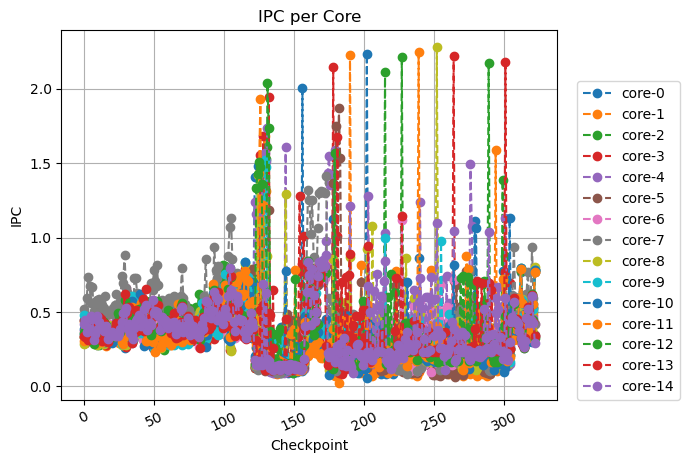 IPC per Core
IPC
2.0
1.5
1.0
0.5
0.0
0
50
100
150
200
250
300
Checkpoint
core-0
core-1
core-2
core-3
core-4
core-5
core-6
core-7
core-8
core-9
core-10
core-11
core-12
core-13
core-14